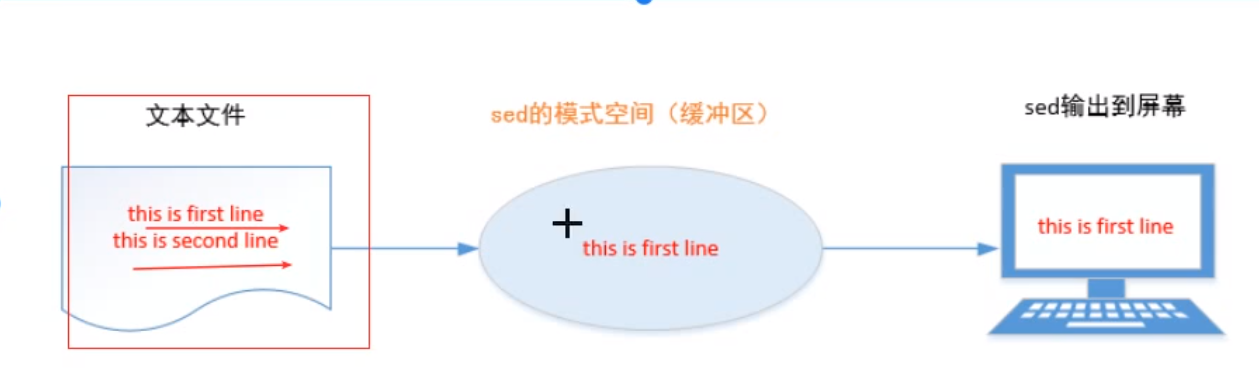 文本文件
sed的模式空间（缓冲区）
sed输出到屏幕
this is first line
this is second line
this is first line
this is first line